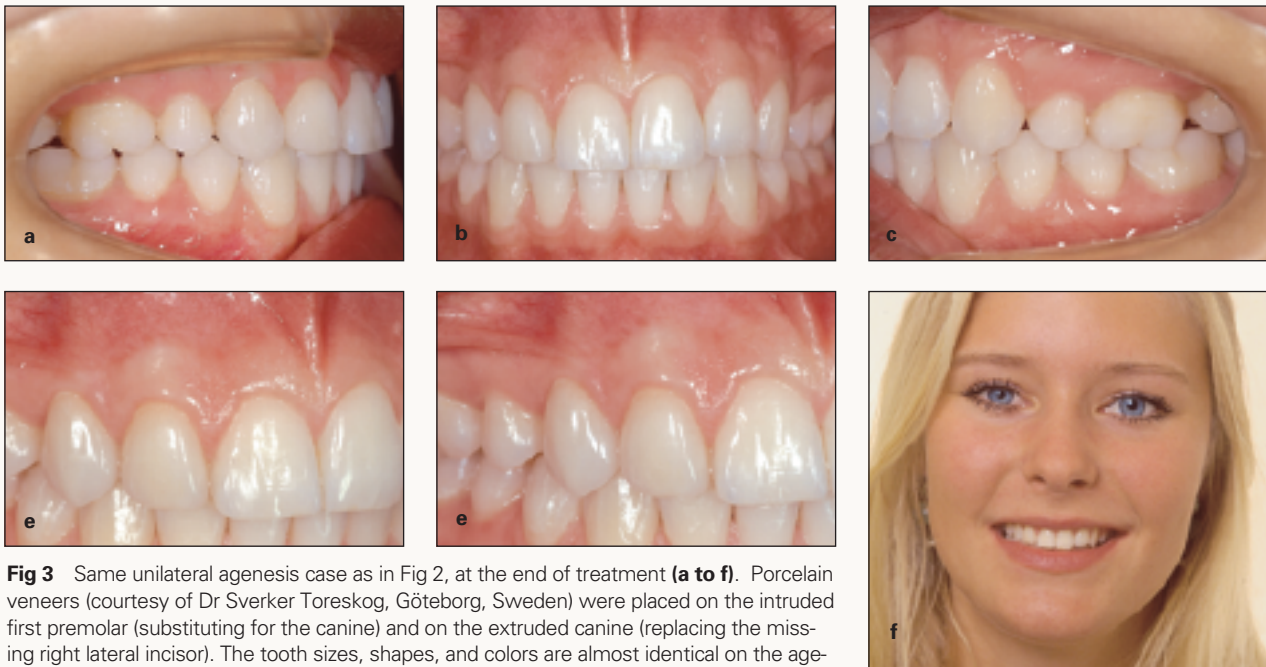 a
b
c
e
e
f
Fig 3 Same unilateral agenesis case as in Fig 2, at the end of treatment (a to f). Porcelain
veneers (courtesy of Dr Sverker Toreskog, Göteborg, Sweden) were placed on the intruded
first premolar (substituting for the canine) and on the extruded canine (replacing the miss-
ing right lateral incisor). The tooth sizes, shapes, and colors are almost identical on the age-